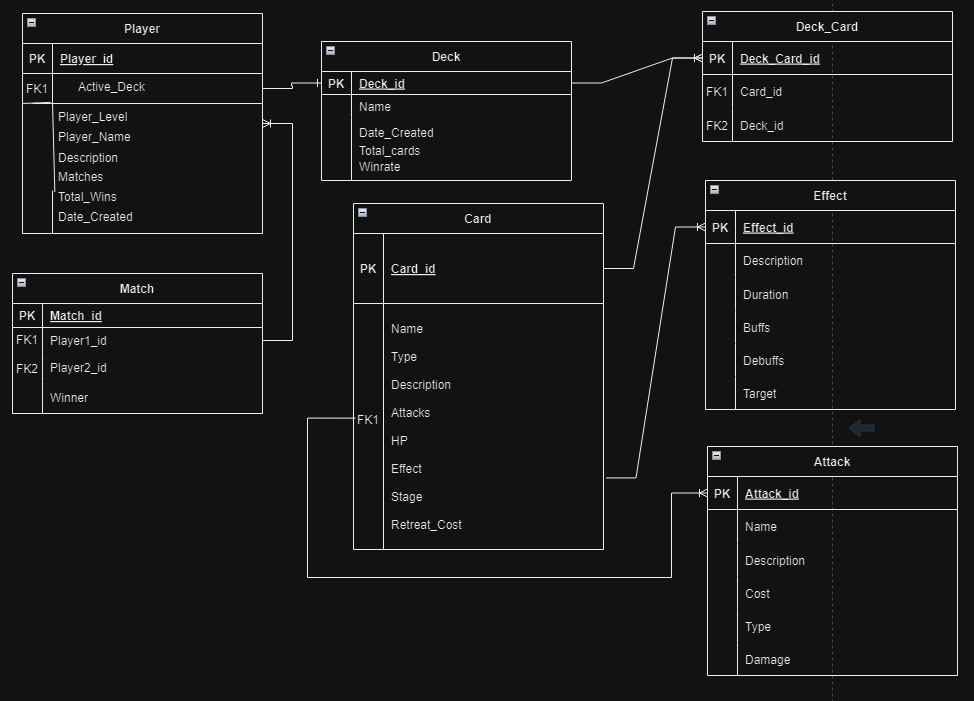 Player
PK Player_id
FK1 Active_Deck
Player_Level
Player_Name
Description
Matches
Total_Wins
Date_Created
Deck
PK Deck_id
Name
Date_Created
Total_cards
Winrate
Deck_Card
PK Deck_Card_id
FK1 Card_id
FK2 Deck_id
Match
PK Match_id
FK1 Player1_id
FK2 Player2_id
Winner
Card
PK Card_id
Name
Type
Description
FK1 Attacks
HP
Effect
Stage
Retreat_Cost
Effect
PK Effect_id
Description
Duration
Buffs
Debuffs
Target
Attack
PK Attack_id
Name
Description
Cost
Type
Damage